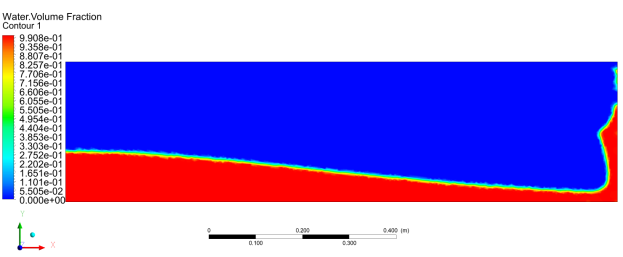 Water.Volume Fraction
Contour 1
9.908e-01
9.358e-01
8.807e-01
8.257e-01
7.706e-01
7.156e-01
6.606e-01
6.055e-01
5.505e-01
4.954e-01
4.404e-01
3.853e-01
3.303e-01
2.752e-01
2.202e-01
1.651e-01
1.101e-01
5.505e-02
0.000e+00
Y
Z
X
0 0.200 0.400 (m)
0.100 0.300